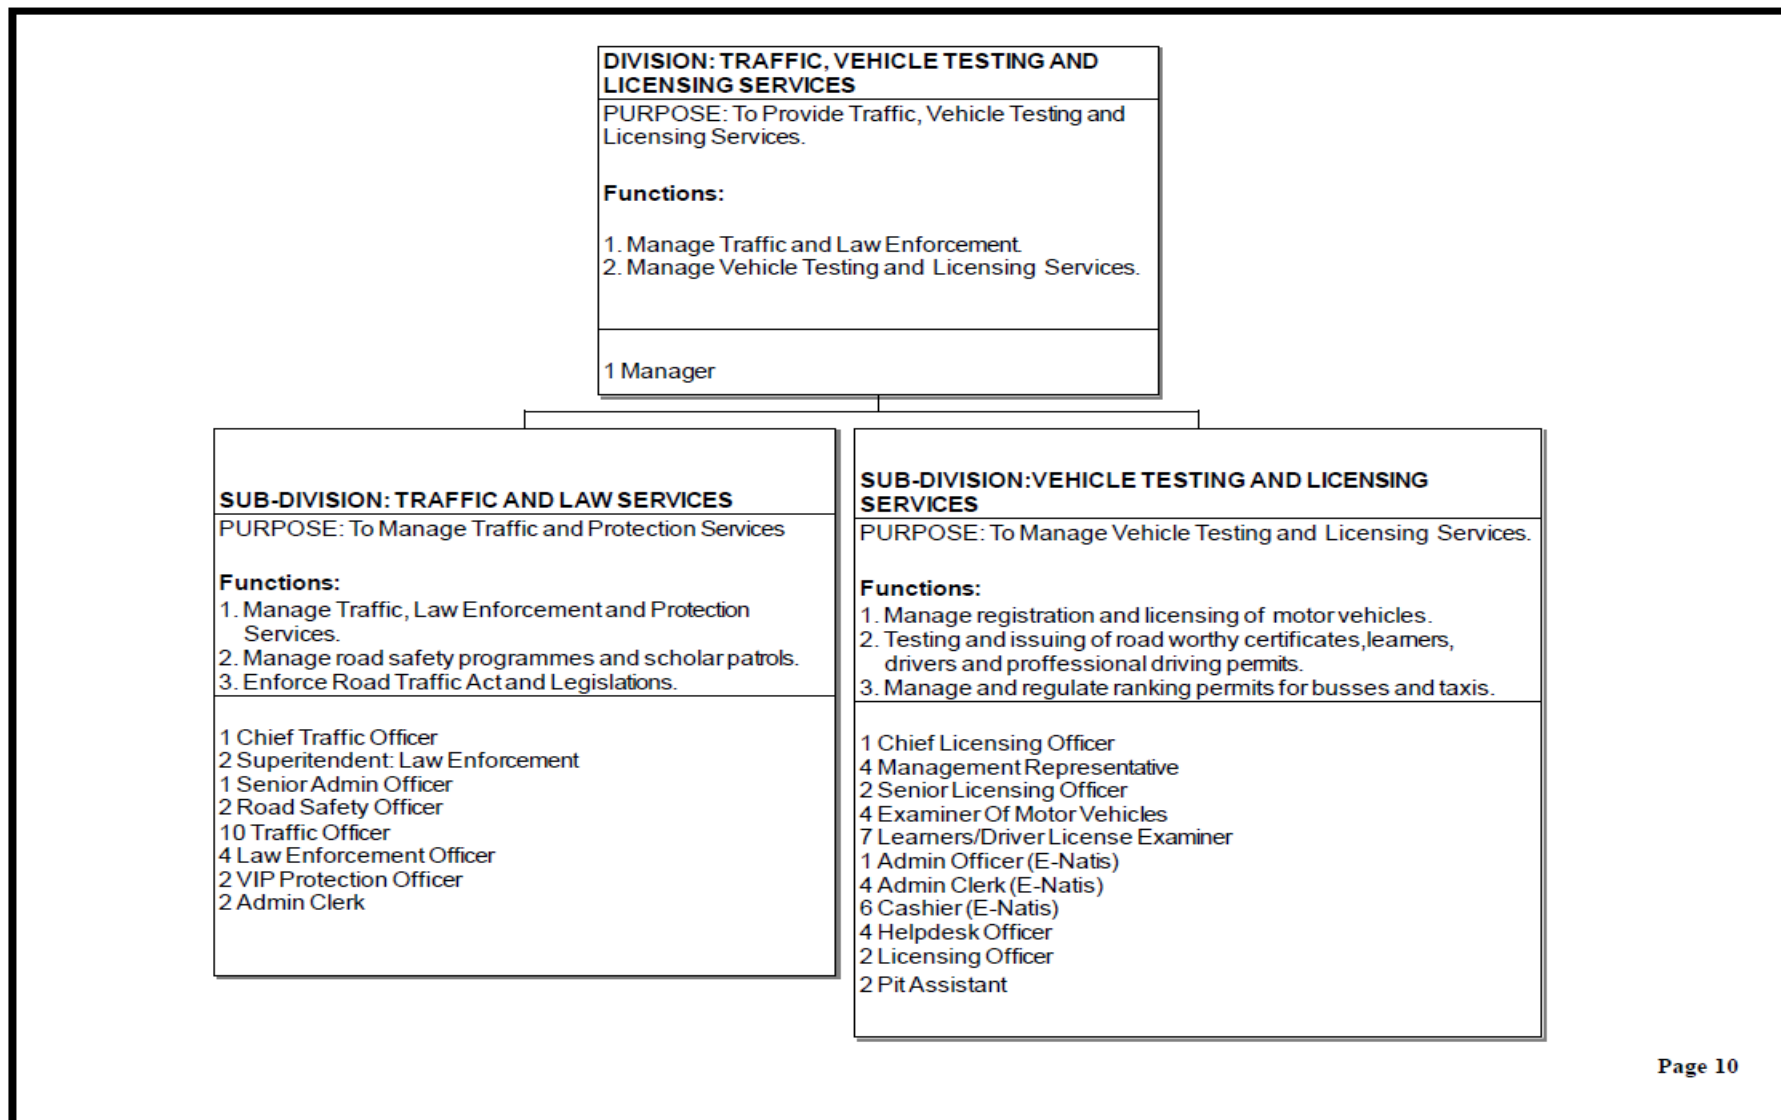 DIVISION: TRAFFIC, VEHICLE TESTING AND
LICENSING SERVICES
PURPOSE: To Provide Traffic, Vehicle Testing and
Licensing Services.
Functions:
1. Manage Traffic and Law Enforcement.
2. Manage Vehicle Testing and Licensing Services.
1 Manager
SUB-DIVISION: TRAFFIC AND LAW SERVICES
PURPOSE: To Manage Traffic and Protection Services
Functions:
1. Manage Traffic, Law Enforcement and Protection
Services.
2. Manage road safety programmes and scholar patrols.
3. Enforce Road Traffic Act and Legislations.
1 Chief Traffic Officer
2 Superitendent: Law Enforcement
1 Senior Admin Officer
2 Road Safety Officer
10 Traffic Officer
4 Law Enforcement Officer
2 VIP Protection Officer
2 Admin Clerk
SUB-DIVISION:VEHICLE TESTING AND LICENSING
SERVICES
PURPOSE: To Manage Vehicle Testing and Licensing Services.
Functions:
1. Manage registration and licensing of motor vehicles.
2. Testing and issuing of road worthy certificates,learners,
drivers and proffessional driving permits.
3. Manage and regulate ranking permits for busses and taxis.
1 Chief Licensing Officer
4 Management Representative
2 Senior Licensing Officer
4 Examiner Of Motor Vehicles
7 Learners/Driver License Examiner
1 Admin Officer (E-Natis)
4 Admin Clerk (E-Natis)
6 Cashier (E-Natis)
4 Helpdesk Officer
2 Licensing Officer
2 Pit Assistant
Page 10